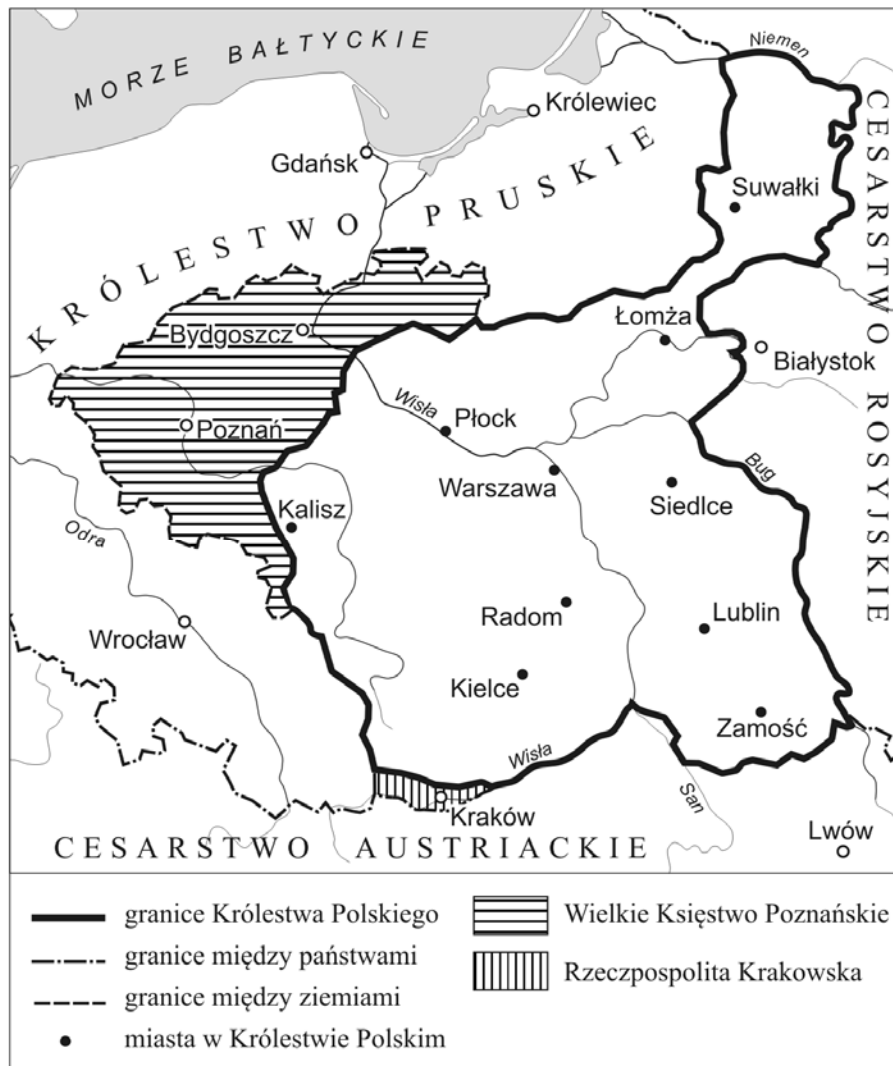 MORZE BAŁTYCKIE
Niemen
Królewiec
Gdańsk
CESARSTWO ROSYJSKIE
KRÓLESTWO PRUSKIE
Suwałki
Łomża
Bydgoszcz
Białystok
Wisła
Płock
Poznań
Bug
Warszawa
Siedlce
Kalisz
Odra
Radom
Lublin
Wrocław
Kielce
Zamość
Wisła
San
Kraków
Lwów
CESARSTWO AUSTRIACKIE
granice Królestwa Polskiego
granice między państwami
granice między ziemiami
miasta w Królestwie Polskim
Wielkie Księstwo Poznańskie
Rzeczpospolita Krakowska